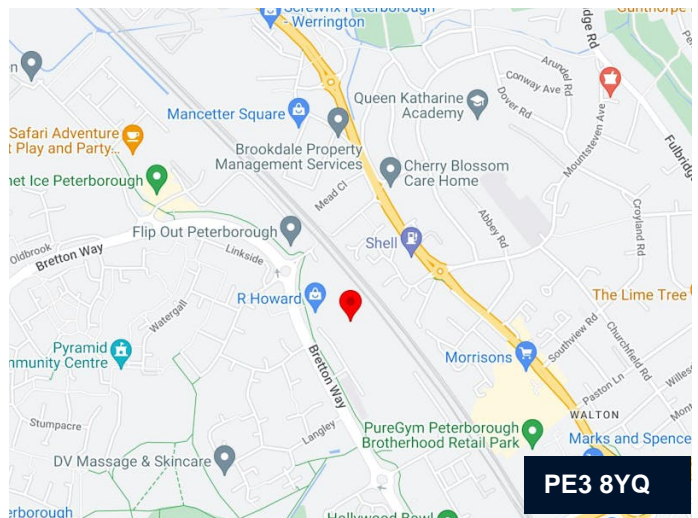 Screwfix Peterborough
- Werrington
Mancetter Square
Queen Katharine
Academy
Arundel Rd
Conway Ave
Dover Rd
Mountsteven Ave
Fulbridge
Safari Adventure
t Play and Party...
Brookdale Property
Management Services
Cherry Blossom
Care Home
net Ice Peterborough
Mead Cl
Abbey Rd
Croyland Rd
Flip Out Peterborough
Shell
Oldbrook
Bretton Way
Linkside
R Howard
The Lime Tree
Watergall
Pyramid
mmunity Centre
Bretton Way
Morrisons
Southview Rd
Churchfield Rd
Paston Ln
WALTON
Stumpacre
Langley
PureGym Peterborough
Brotherhood Retail Park
Marks and Spence
DV Massage & Skincare
PE3 8YQ
erborough
Hollywood Bowl